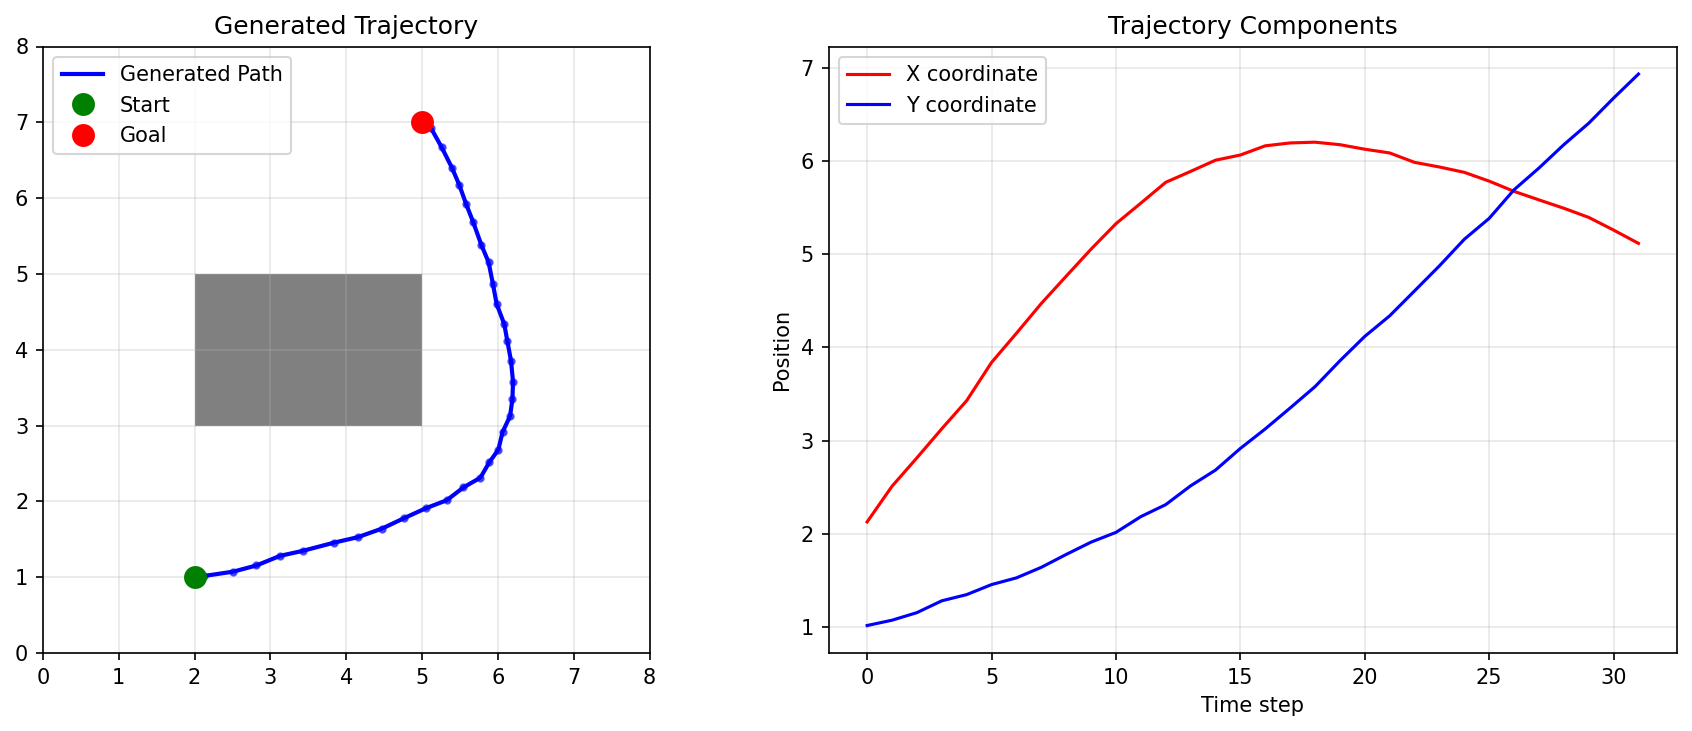 Generated Trajectory
Generated Path
Start
Goal
8
7
6
5
4
3
2
1
0
0 1 2 3 4 5 6 7 8
Trajectory Components
X coordinate
Y coordinate
Position
7
6
5
4
3
2
1
0 5 10 15 20 25 30
Time step